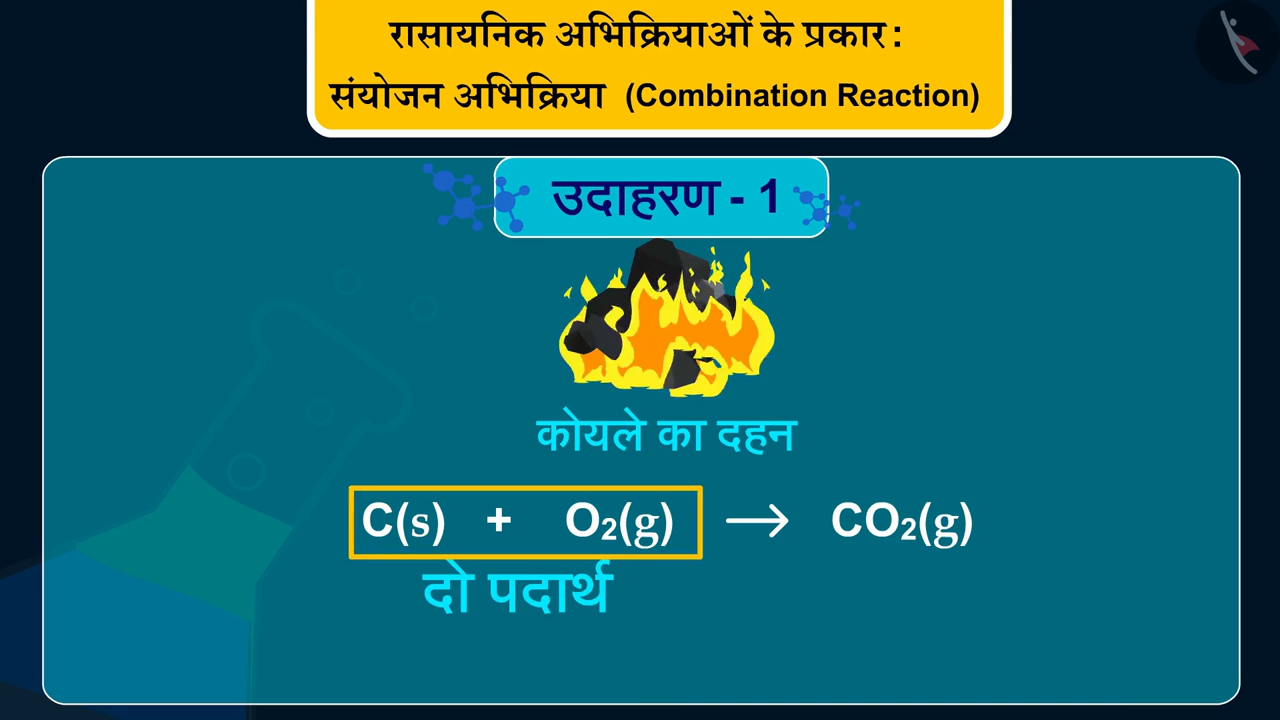 रासायनिक अभिक्रियाओं के प्रकार:
संयोजन अभिक्रिया (Combination Reaction)
उदाहरण - 1
कोयले का दहन
C(s) + O₂(g) → CO₂(g)
दो पदार्थ